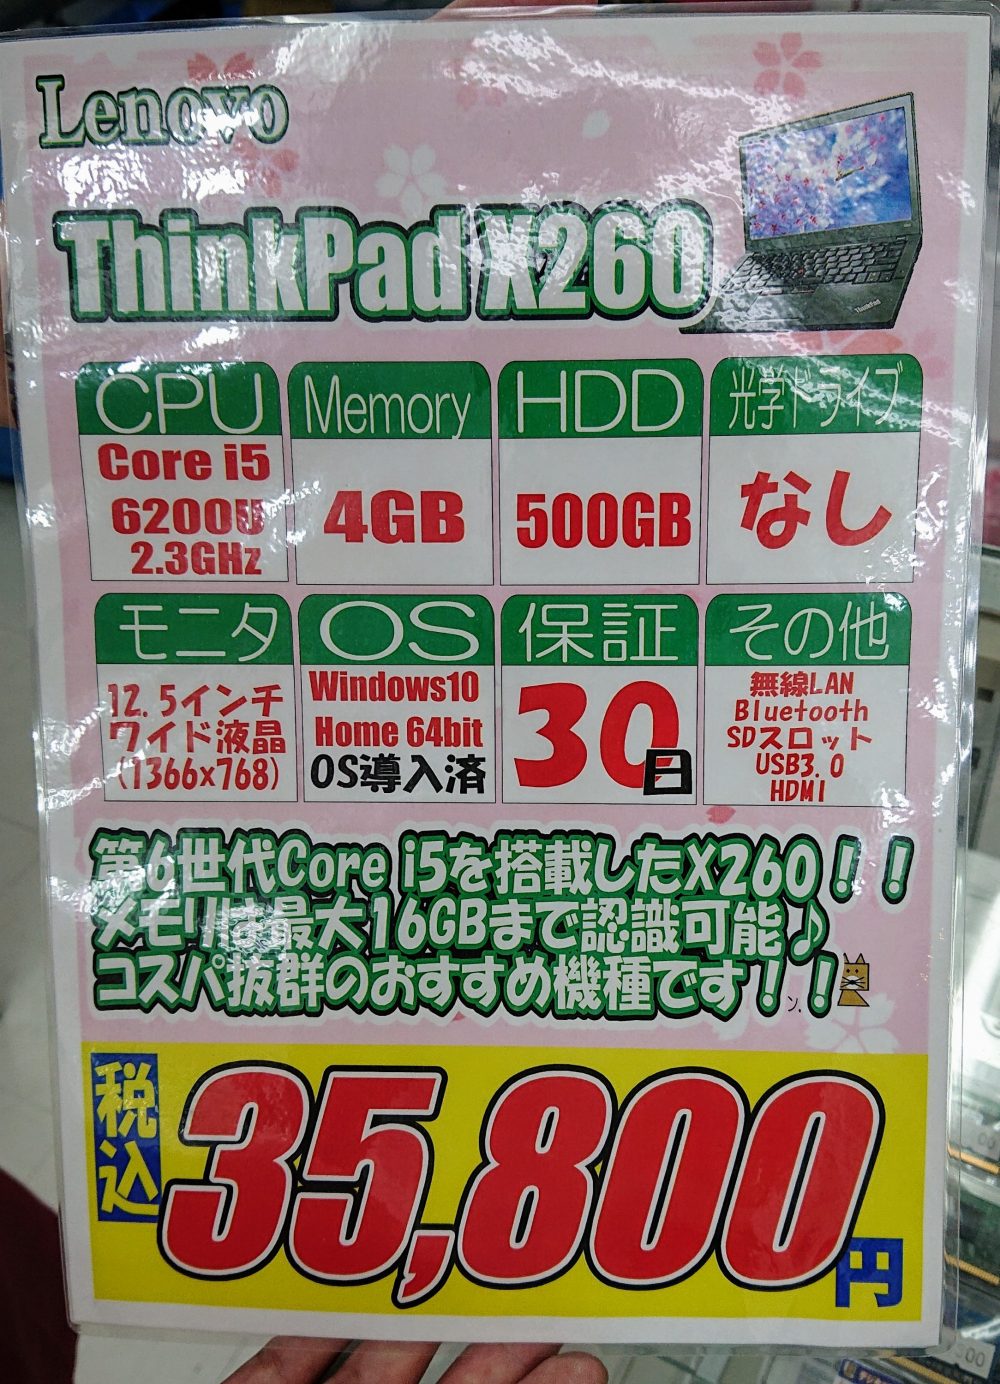 Lenovo
ThinkPad X260
CPU
Core i5
6200U
2.3GHz
Memory
4GB
HDD
500GB
光学ドライブ
なし
モニタ
12.5インチ
ワイド液晶
(1366x768)
OS
Windows10
Home 64bit
OS導入済
保証
30日
その他
無線LAN
Bluetooth
SDスロット
USB3.0
HDMI
第6世代Core i5を搭載したX260！！
メモリは最大16GBまで認識可能♪
コスパ抜群のおすすめ機種です！！
税込
35,800円
ThinkPad